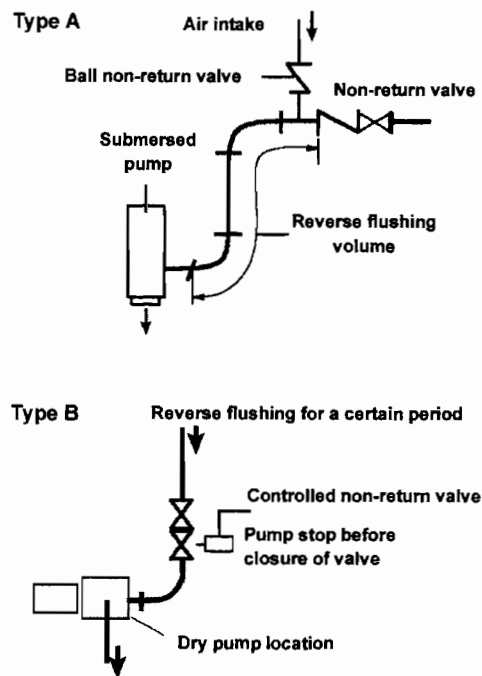 Type A
Air intake
Ball non-return valve
Non-return valve
Submersed
pump
Reverse flushing
volume
Type B
Reverse flushing for a certain period
Controlled non-return valve
Pump stop before
closure of valve
Dry pump location